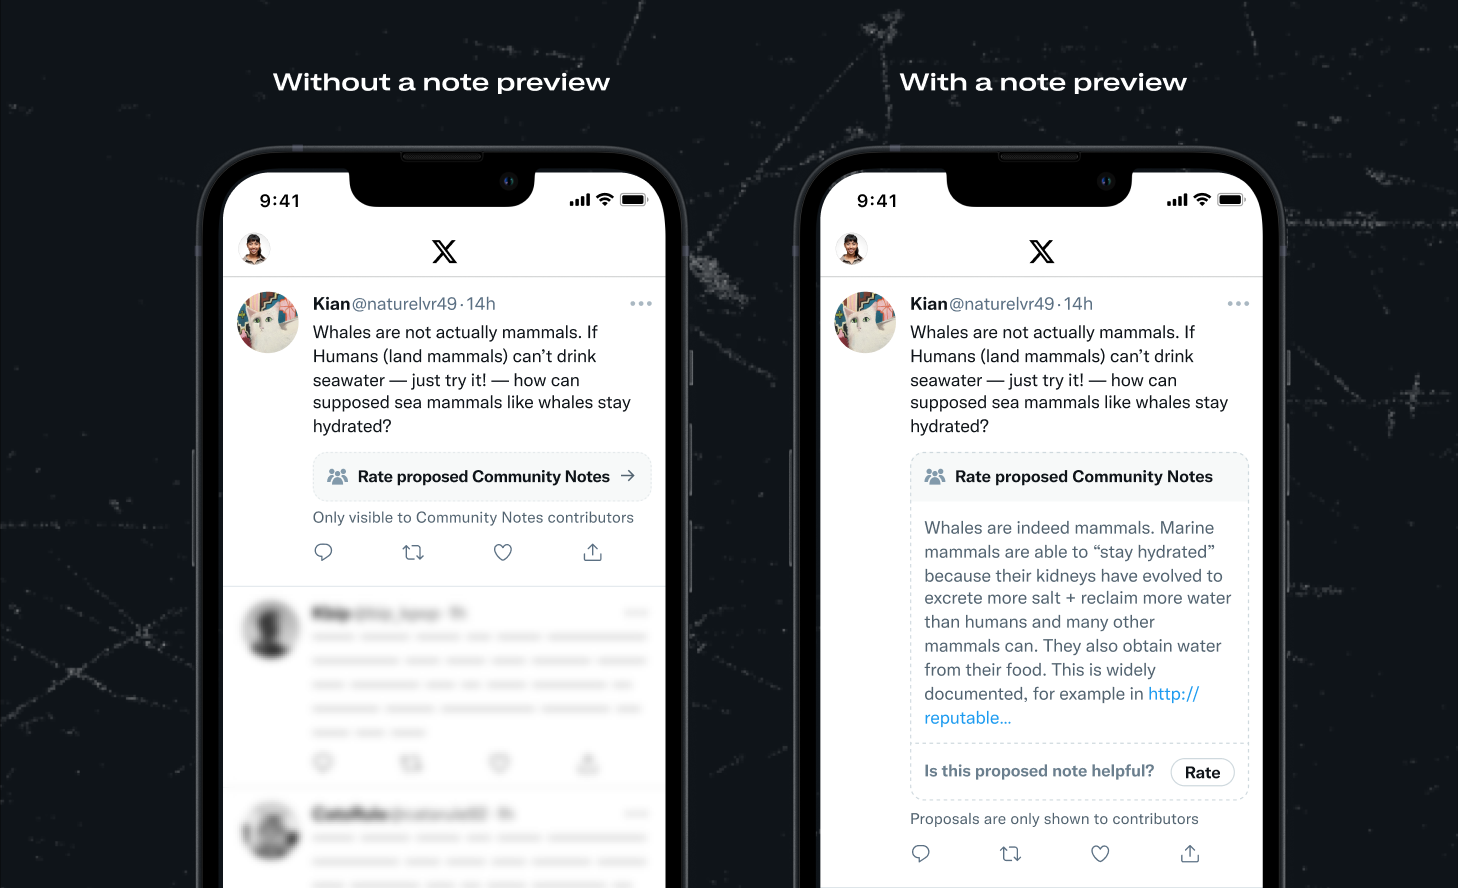 Without a note preview
9:41
X
Kian @naturelvr49 · 14h
Whales are not actually mammals. If
Humans (land mammals) can’t drink
seawater — just try it! — how can
supposed sea mammals like whales stay
hydrated?
Rate proposed Community Notes →
Only visible to Community Notes contributors
With a note preview
9:41
X
Kian @naturelvr49 · 14h
Whales are not actually mammals. If
Humans (land mammals) can’t drink
seawater — just try it! — how can
supposed sea mammals like whales stay
hydrated?
Rate proposed Community Notes
Whales are indeed mammals. Marine
mammals are able to “stay hydrated”
because their kidneys have evolved to
excrete more salt + reclaim more water
than humans and many other
mammals can. They also obtain water
from their food. This is widely
documented, for example in http://
reputable...
Is this proposed note helpful? Rate
Proposals are only shown to contributors